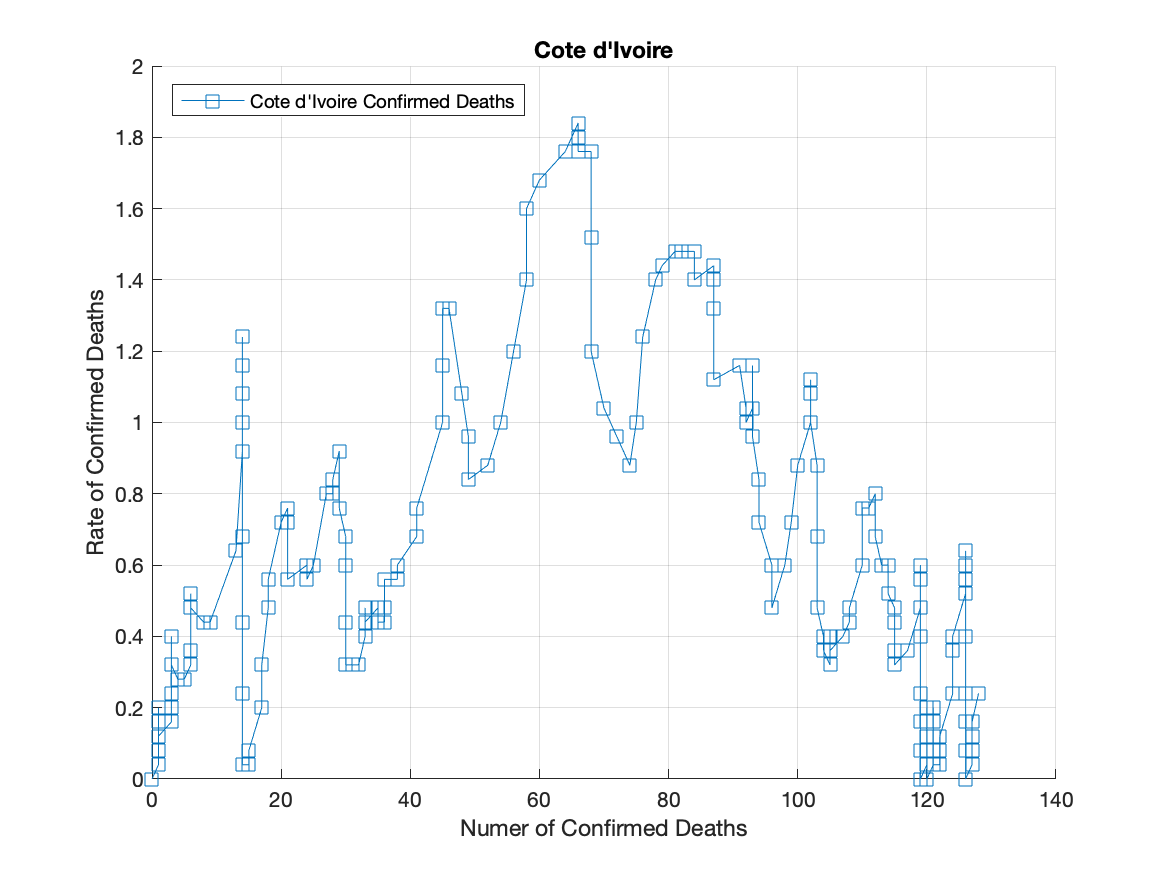 Cote d'Ivoire
Cote d'Ivoire Confirmed Deaths
2
1.8
1.6
1.4
1.2
1
0.8
0.6
0.4
0.2
0
Rate of Confirmed Deaths
0 20 40 60 80 100 120 140
Numer of Confirmed Deaths